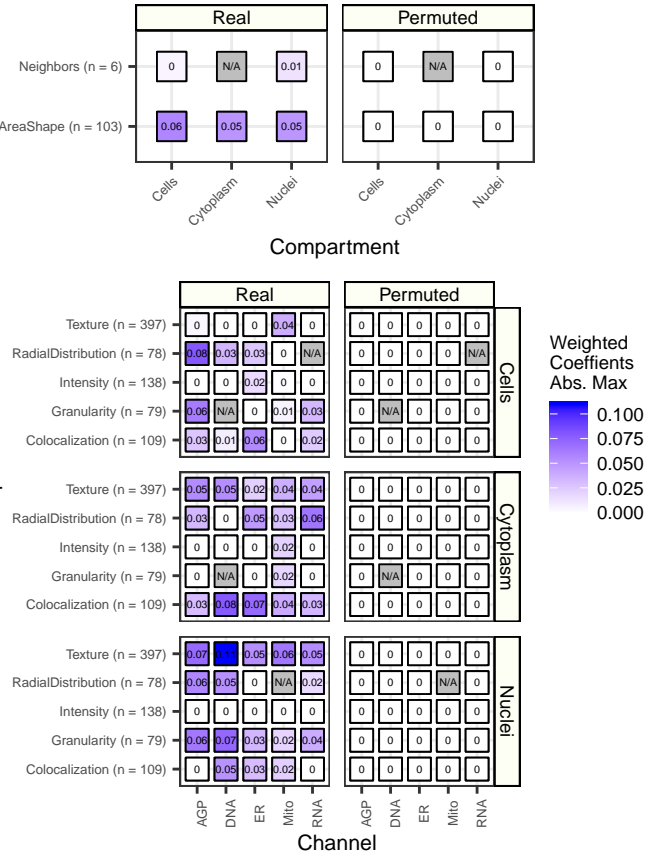 Real Permuted
Neighbors (n = 6) 0 N/A 0.01 0 N/A 0
AreaShape (n = 103) 0.06 0.05 0.05 0 0 0
Cells Cytoplasm Nuclei Cells Cytoplasm Nuclei
Compartment
Real Permuted
Texture (n = 397) 0 0 0 0.04 0 0 0 0 0 0
RadialDistribution (n = 78) 0.08 0.03 0.03 0 N/A 0 0 0 0 N/A
Intensity (n = 138) 0 0 0.02 0 0 0 0 0 0 0
Granularity (n = 79) 0.06 N/A 0 0.01 0.03 0 N/A 0 0 0
Colocalization (n = 109) 0.03 0.01 0.06 0 0.02 0 0 0 0 0
Cells
Texture (n = 397) 0.05 0.05 0.02 0.04 0.04 0 0 0 0 0
RadialDistribution (n = 78) 0.03 0 0.05 0.03 0.06 0 0 0 0 0
Intensity (n = 138) 0 0 0 0.02 0 0 0 0 0 0
Granularity (n = 79) 0 N/A 0 0.02 0 0 N/A 0 0 0
Colocalization (n = 109) 0.03 0.08 0.07 0.04 0.03 0 0 0 0 0
Cytoplasm
Texture (n = 397) 0.07 0.11 0.05 0.06 0.05 0 0 0 0 0
RadialDistribution (n = 78) 0.06 0.05 0 N/A 0.02 0 0 0 N/A 0
Intensity (n = 138) 0 0 0 0 0 0 0 0 0 0
Granularity (n = 79) 0.06 0.07 0.03 0.02 0.04 0 0 0 0 0
Colocalization (n = 109) 0 0.05 0.03 0.02 0 0 0 0 0 0
Nuclei
AGP DNA ER Mito RNA AGP DNA ER Mito RNA
Channel
Weighted
Coeffients
Abs. Max
0.100
0.075
0.050
0.025
0.000